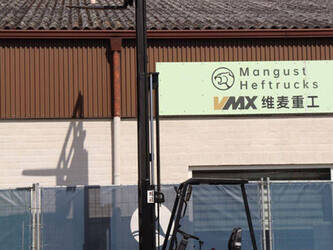 Mangust
Heftrucks
VMX 维麦重工